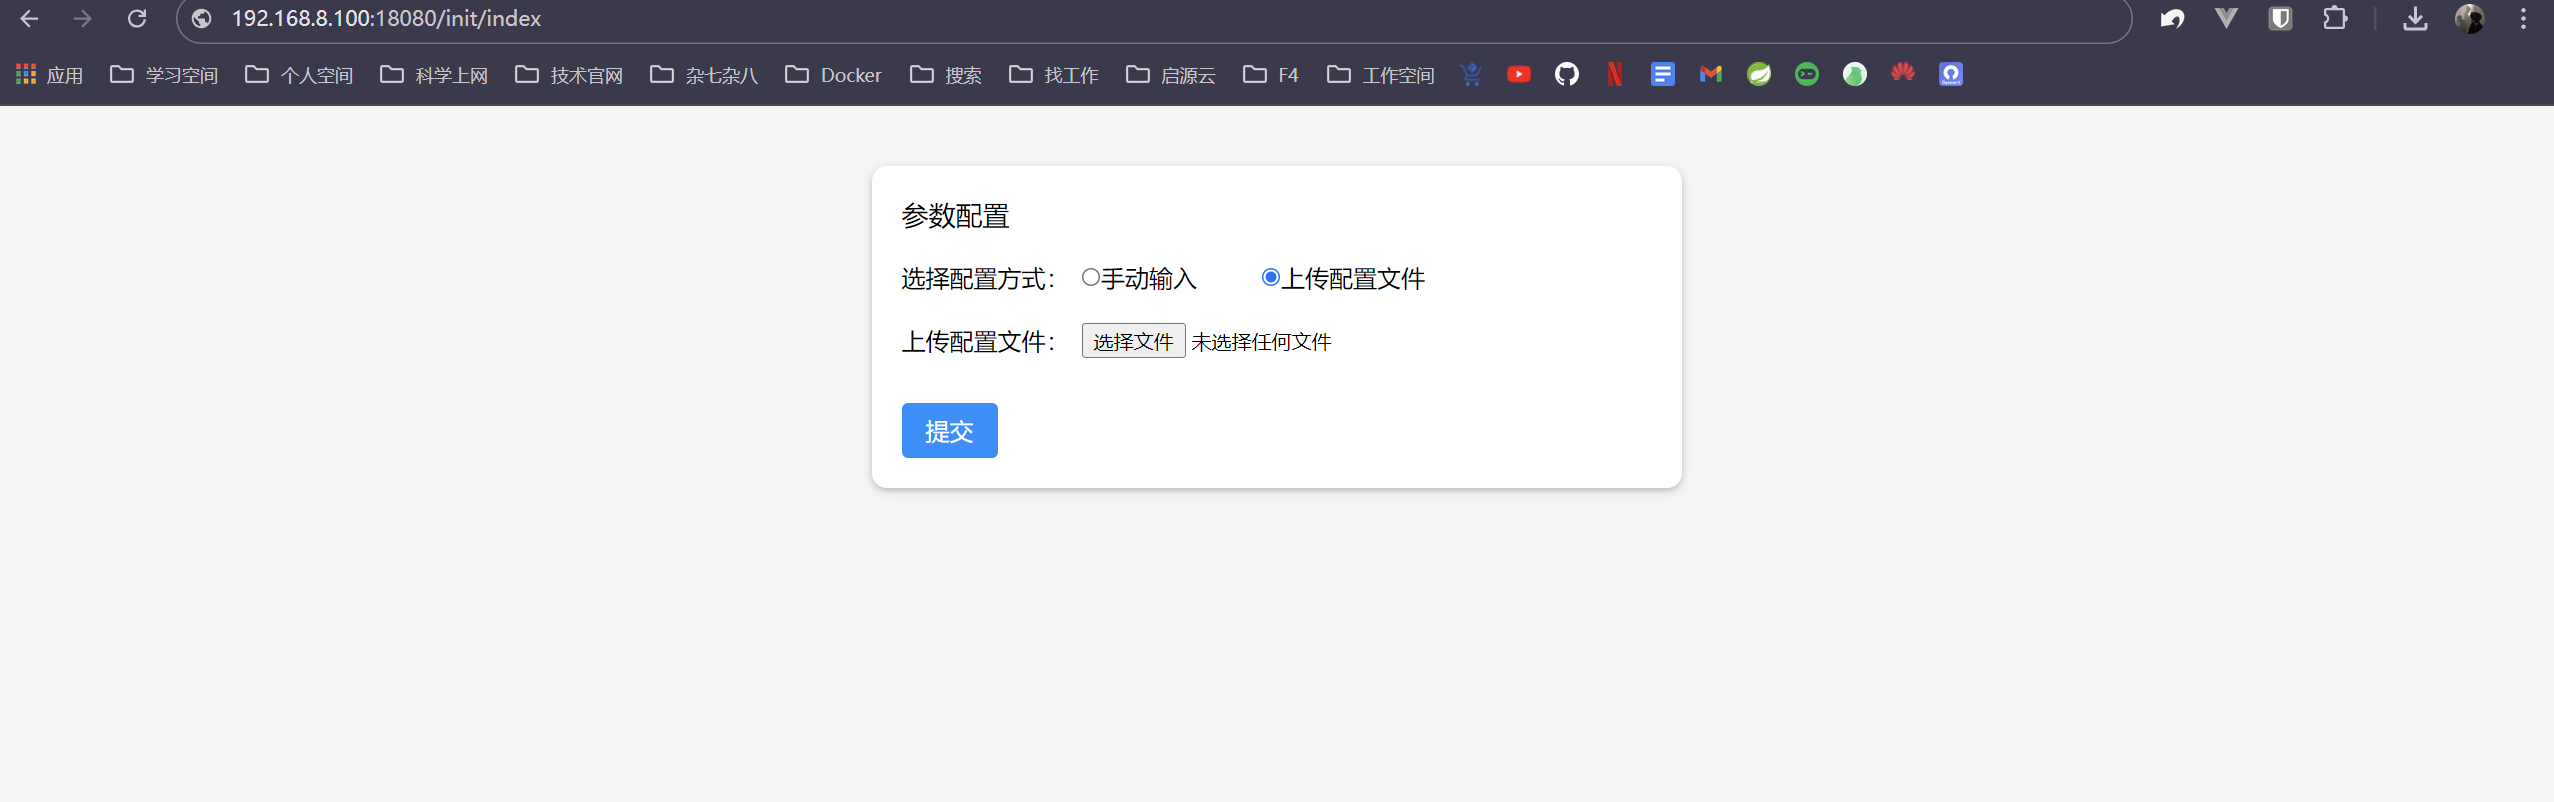 192.168.8.100:18080/init/index
应用 学习空间 个人空间 科学上网 技术官网 杂七杂八 Docker 搜索 找工作 启源云 F4 工作空间
参数配置
选择配置方式： 手动输入 上传配置文件
上传配置文件： 选择文件 未选择任何文件
提交